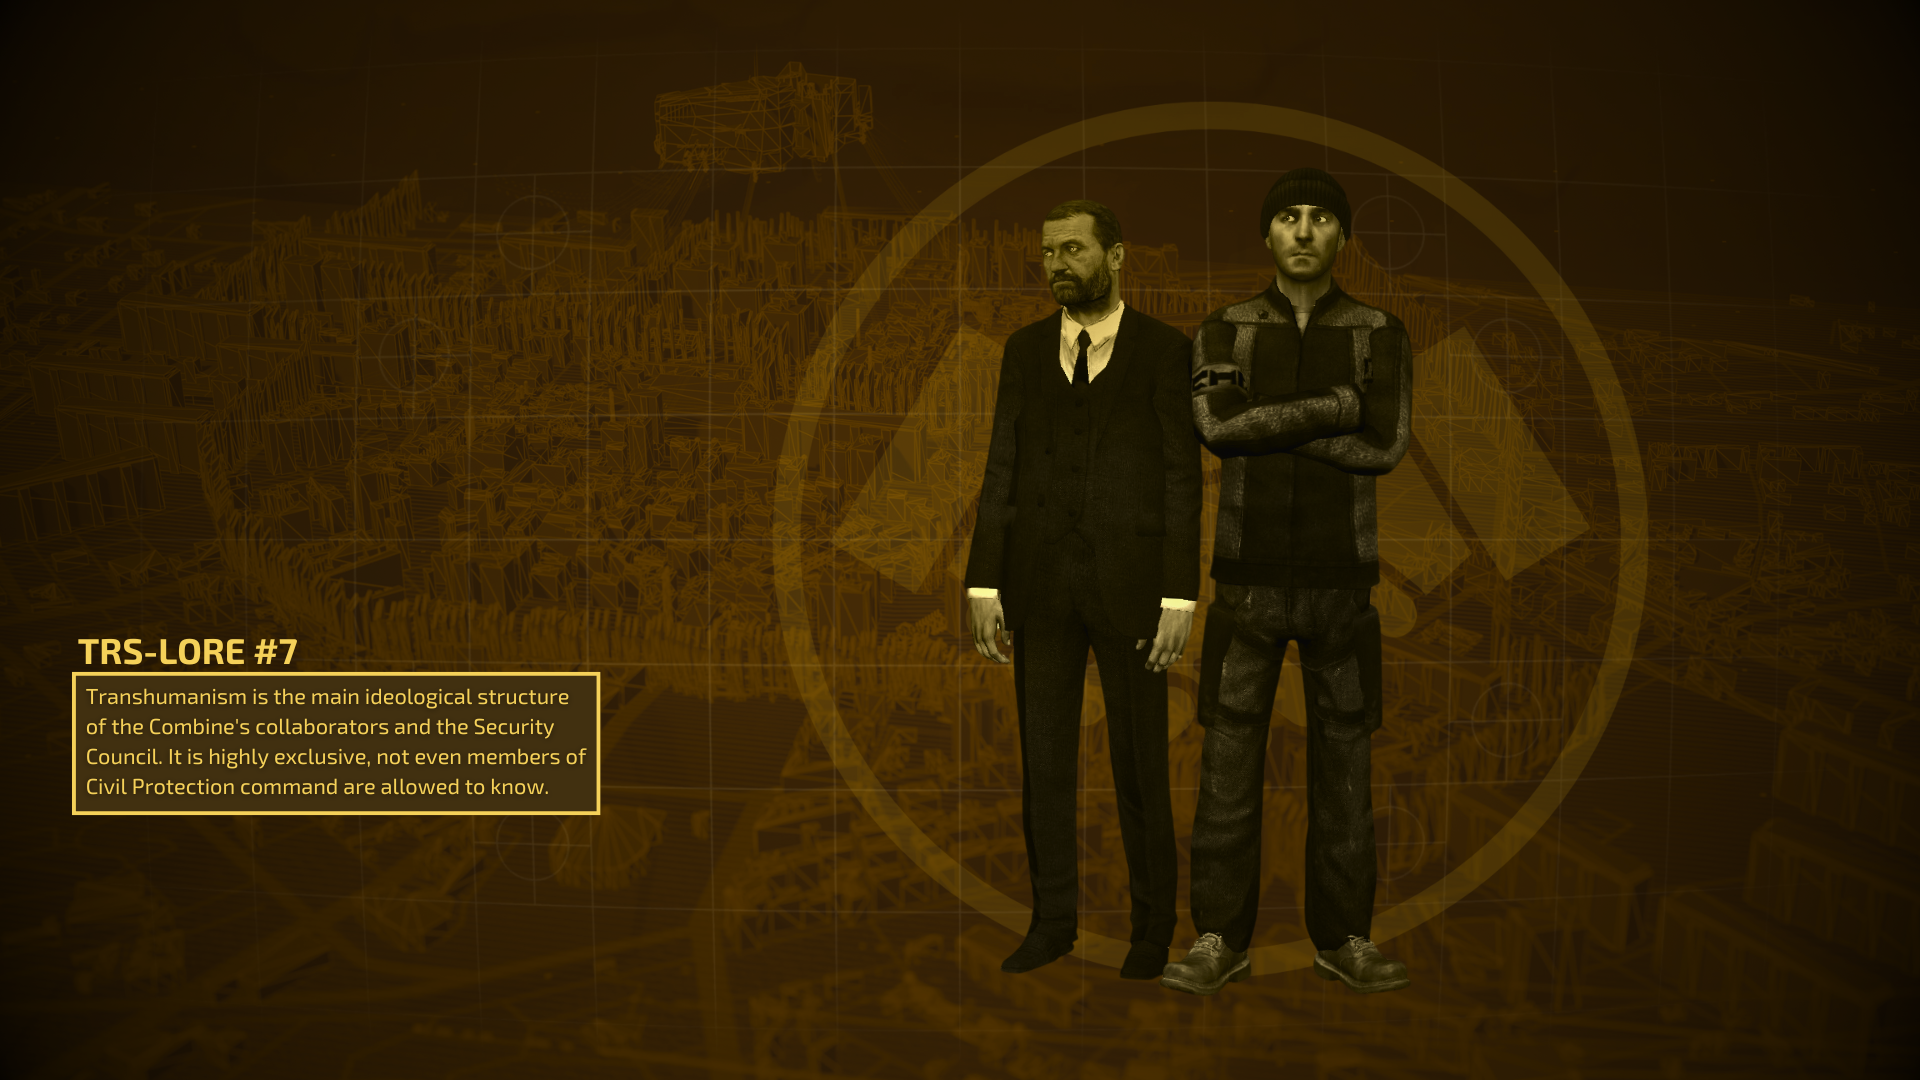 TRS-LORE #7
Transhumanism is the main ideological structure
of the Combine's collaborators and the Security
Council. It is highly exclusive, not even members of
Civil Protection command are allowed to know.